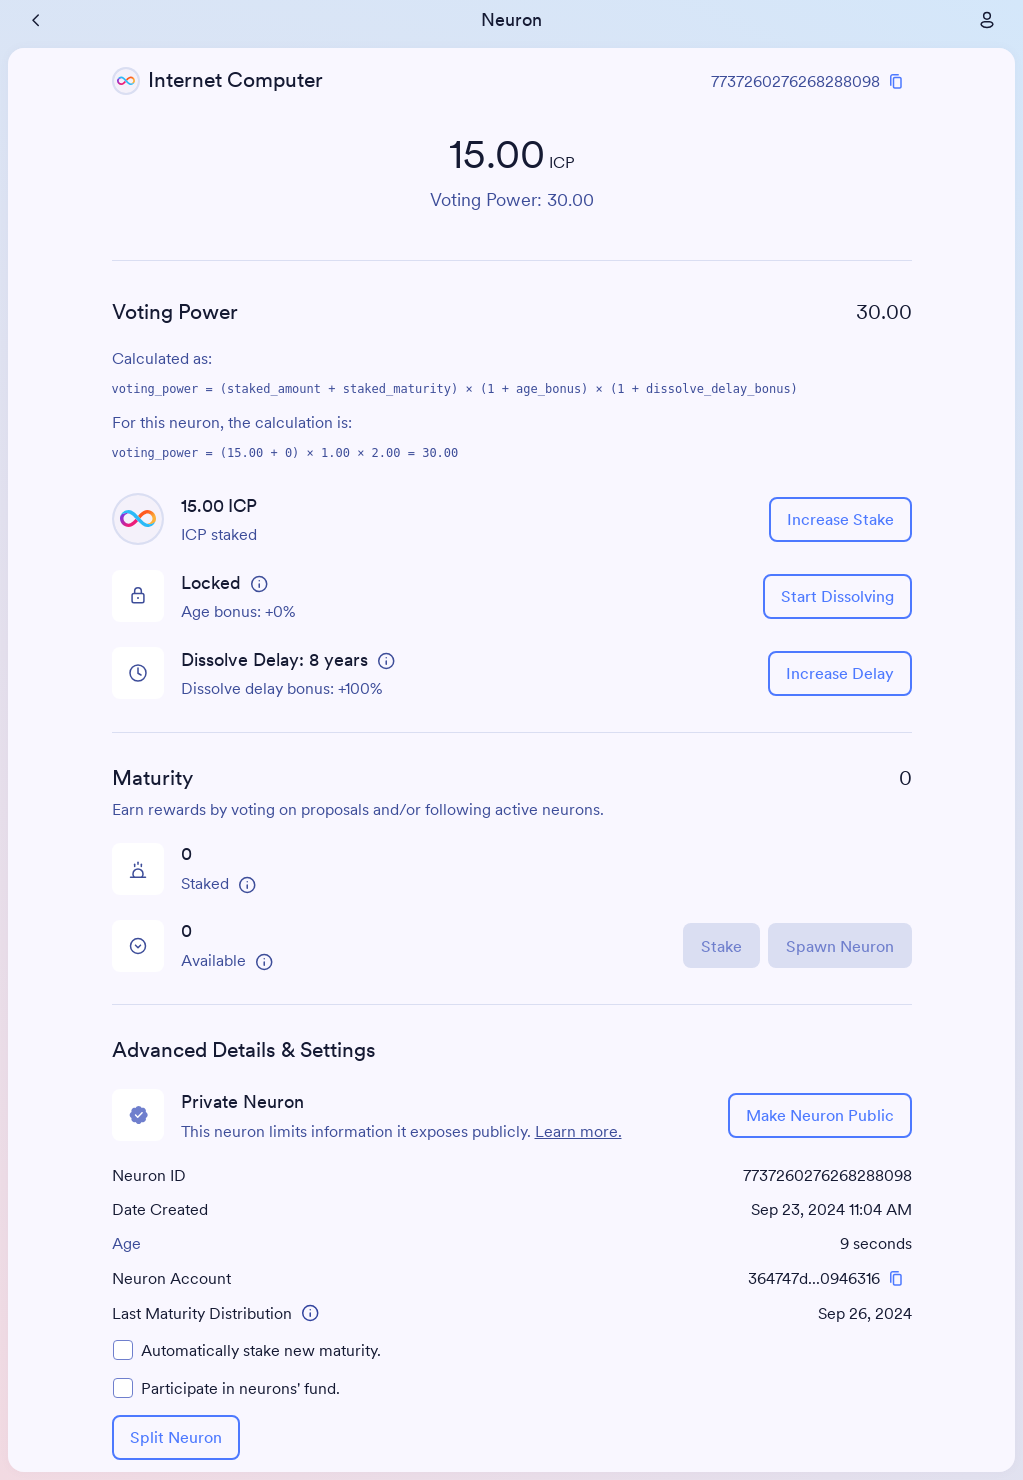 Neuron
Internet Computer
7737260276268288098
15.00 ICP
Voting Power: 30.00
Voting Power
30.00
Calculated as:
voting_power = (staked_amount + staked_maturity) × (1 + age_bonus) × (1 + dissolve_delay_bonus)
For this neuron, the calculation is:
voting_power = (15.00 + 0) × 1.00 × 2.00 = 30.00
15.00 ICP
ICP staked
Increase Stake
Locked
Age bonus: +0%
Start Dissolving
Dissolve Delay: 8 years
Dissolve delay bonus: +100%
Increase Delay
Maturity
0
Earn rewards by voting on proposals and/or following active neurons.
0
Staked
0
Available
Stake
Spawn Neuron
Advanced Details & Settings
Private Neuron
This neuron limits information it exposes publicly. Learn more.
Make Neuron Public
Neuron ID
7737260276268288098
Date Created
Sep 23, 2024 11:04 AM
Age
9 seconds
Neuron Account
364747d...0946316
Last Maturity Distribution
Sep 26, 2024
Automatically stake new maturity.
Participate in neurons' fund.
Split Neuron